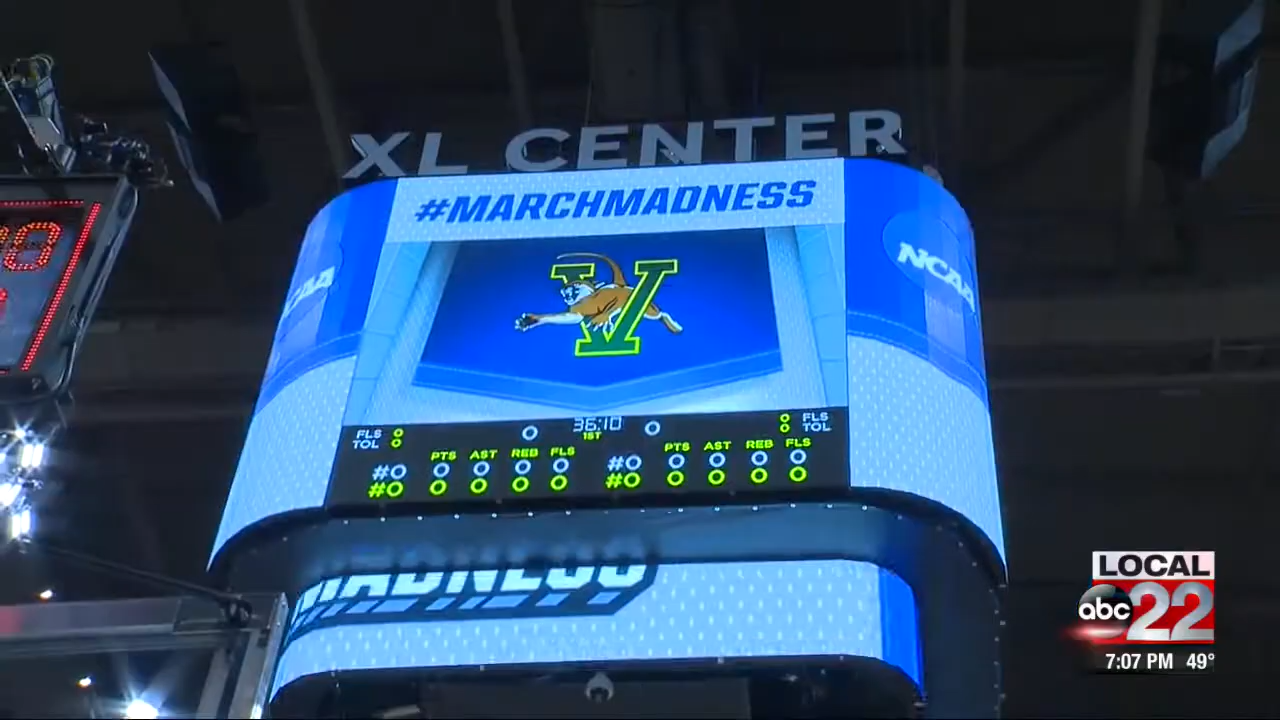 XL CENTER
#MARCHMADNESS
NCAA
NCAA
V
36:10
1ST
FLS 0
TOL 0
0
0
0 FLS
0 TOL
PTS AST REB FLS
#0 0 0 0 0
#0 0 0 0 0
PTS AST REB FLS
#0 0 0 0 0
#0 0 0 0 0
MADNESS
LOCAL
abc 22
7:07 PM 49°